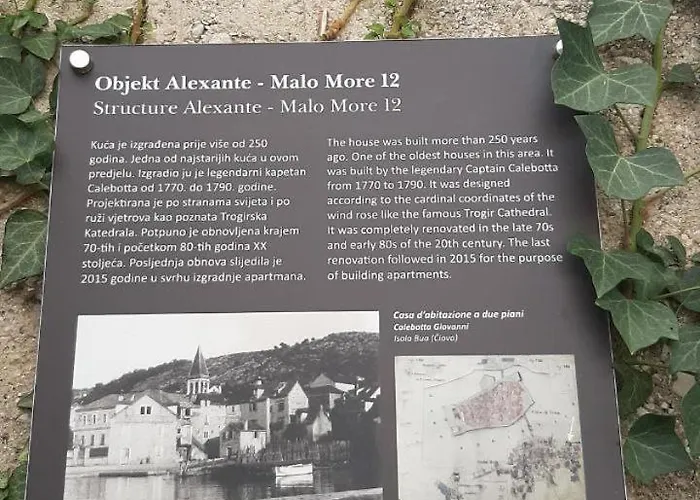 Objekt Alexante - Malo More 12
Structure Alexante - Malo More 12
Kuća je izgrađena prije više od 250
godina. Jedna od najstarijih kuća u ovom
predjelu. Izgradio ju je legendarni kapetan
Calebotta od 1770. do 1790. godine.
Projektirana je po stranama svijeta i po
ruži vjetrova kao poznata Trogirska
Katedrala. Potpuno je obnovljena krajem
70-tih i početkom 80-tih godina XX
stoljeća. Posljednja obnova slijedila je
2015 godine u svrhu izgradnje apartmana.
The house was built more than 250 years
ago. One of the oldest houses in this area. It
was built by the legendary Captain Calebotta
from 1770 to 1790. It was designed
according to the cardinal coordinates of the
wind rose like the famous Trogir Cathedral.
It was completely renovated in the late 70s
and early 80s of the 20th century. The last
renovation followed in 2015 for the purpose
of building apartments.
Casa d'abitazione a due piani
Calebotta Giovanni
Isola Bua (Čiovo)